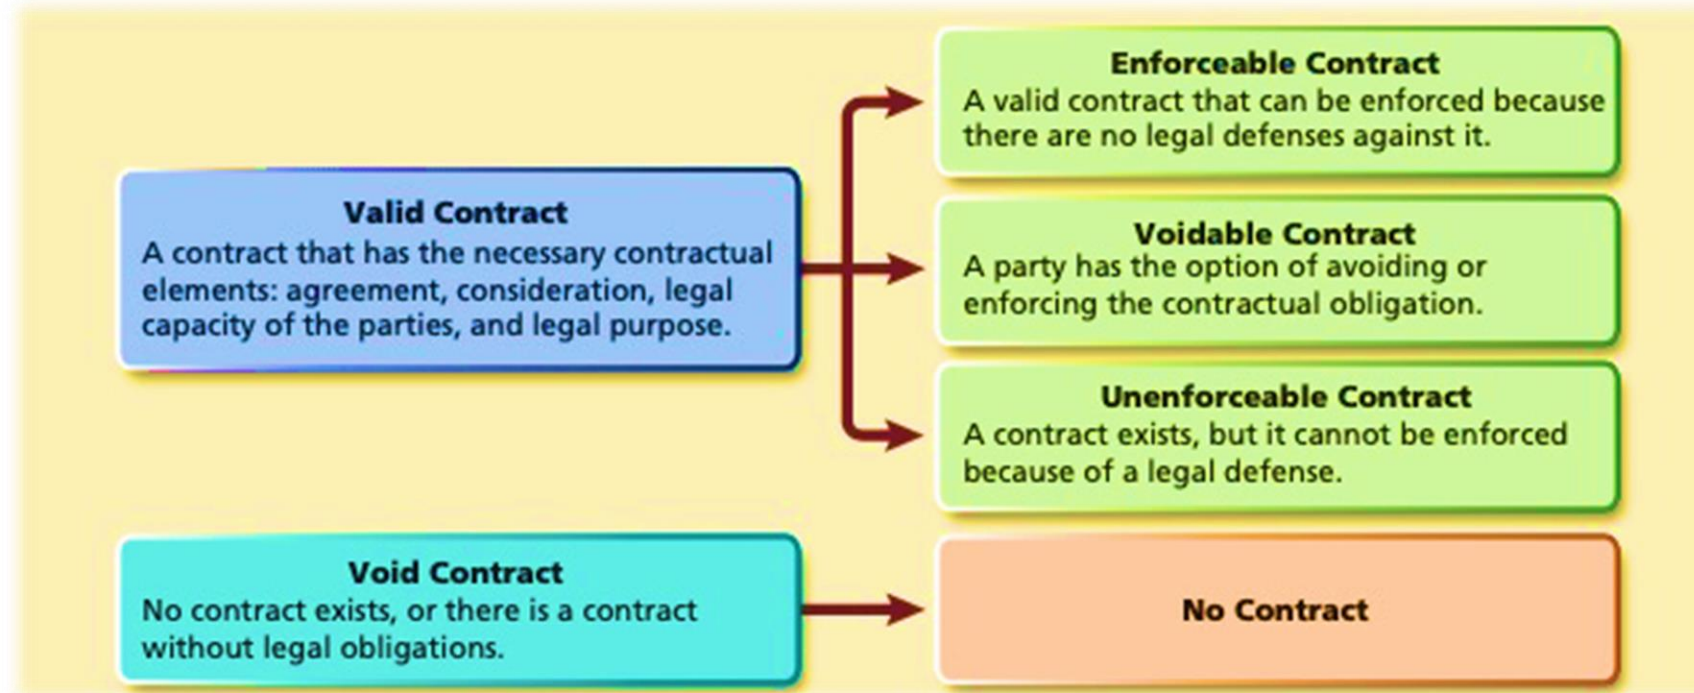 Valid Contract
A contract that has the necessary contractual
elements: agreement, consideration, legal
capacity of the parties, and legal purpose.
Enforceable Contract
A valid contract that can be enforced because
there are no legal defenses against it.
Voidable Contract
A party has the option of avoiding or
enforcing the contractual obligation.
Unenforceable Contract
A contract exists, but it cannot be enforced
because of a legal defense.
Void Contract
No contract exists, or there is a contract
without legal obligations.
No Contract